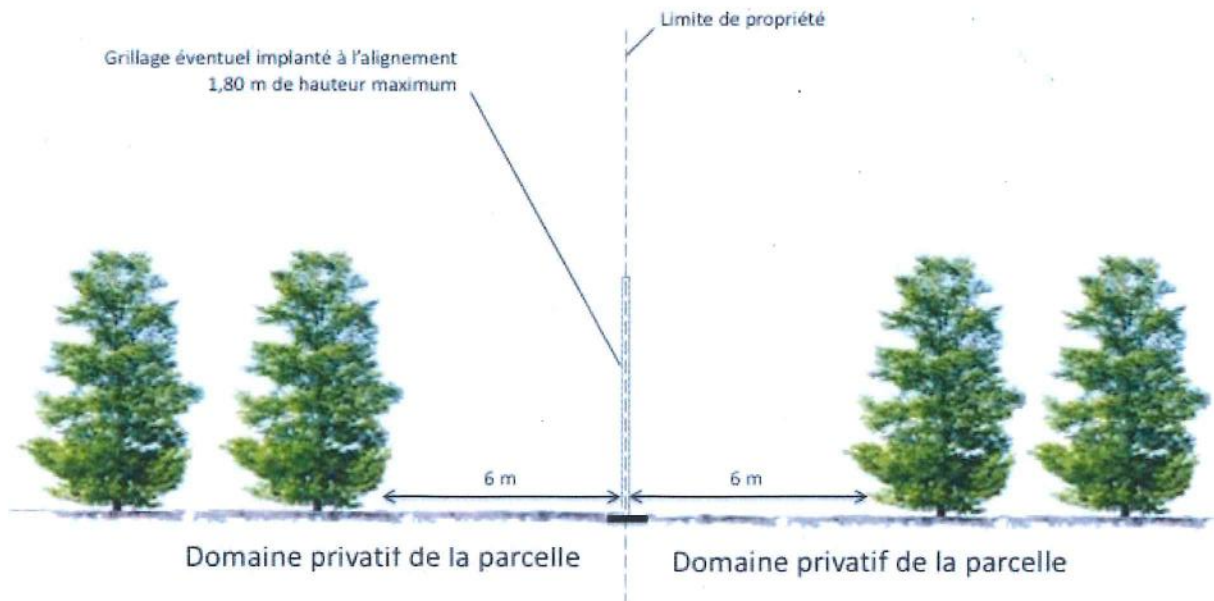 Limite de propriété
Grillage éventuel implanté à l'alignement
1,80 m de hauteur maximum
6 m
6 m
Domaine privatif de la parcelle
Domaine privatif de la parcelle